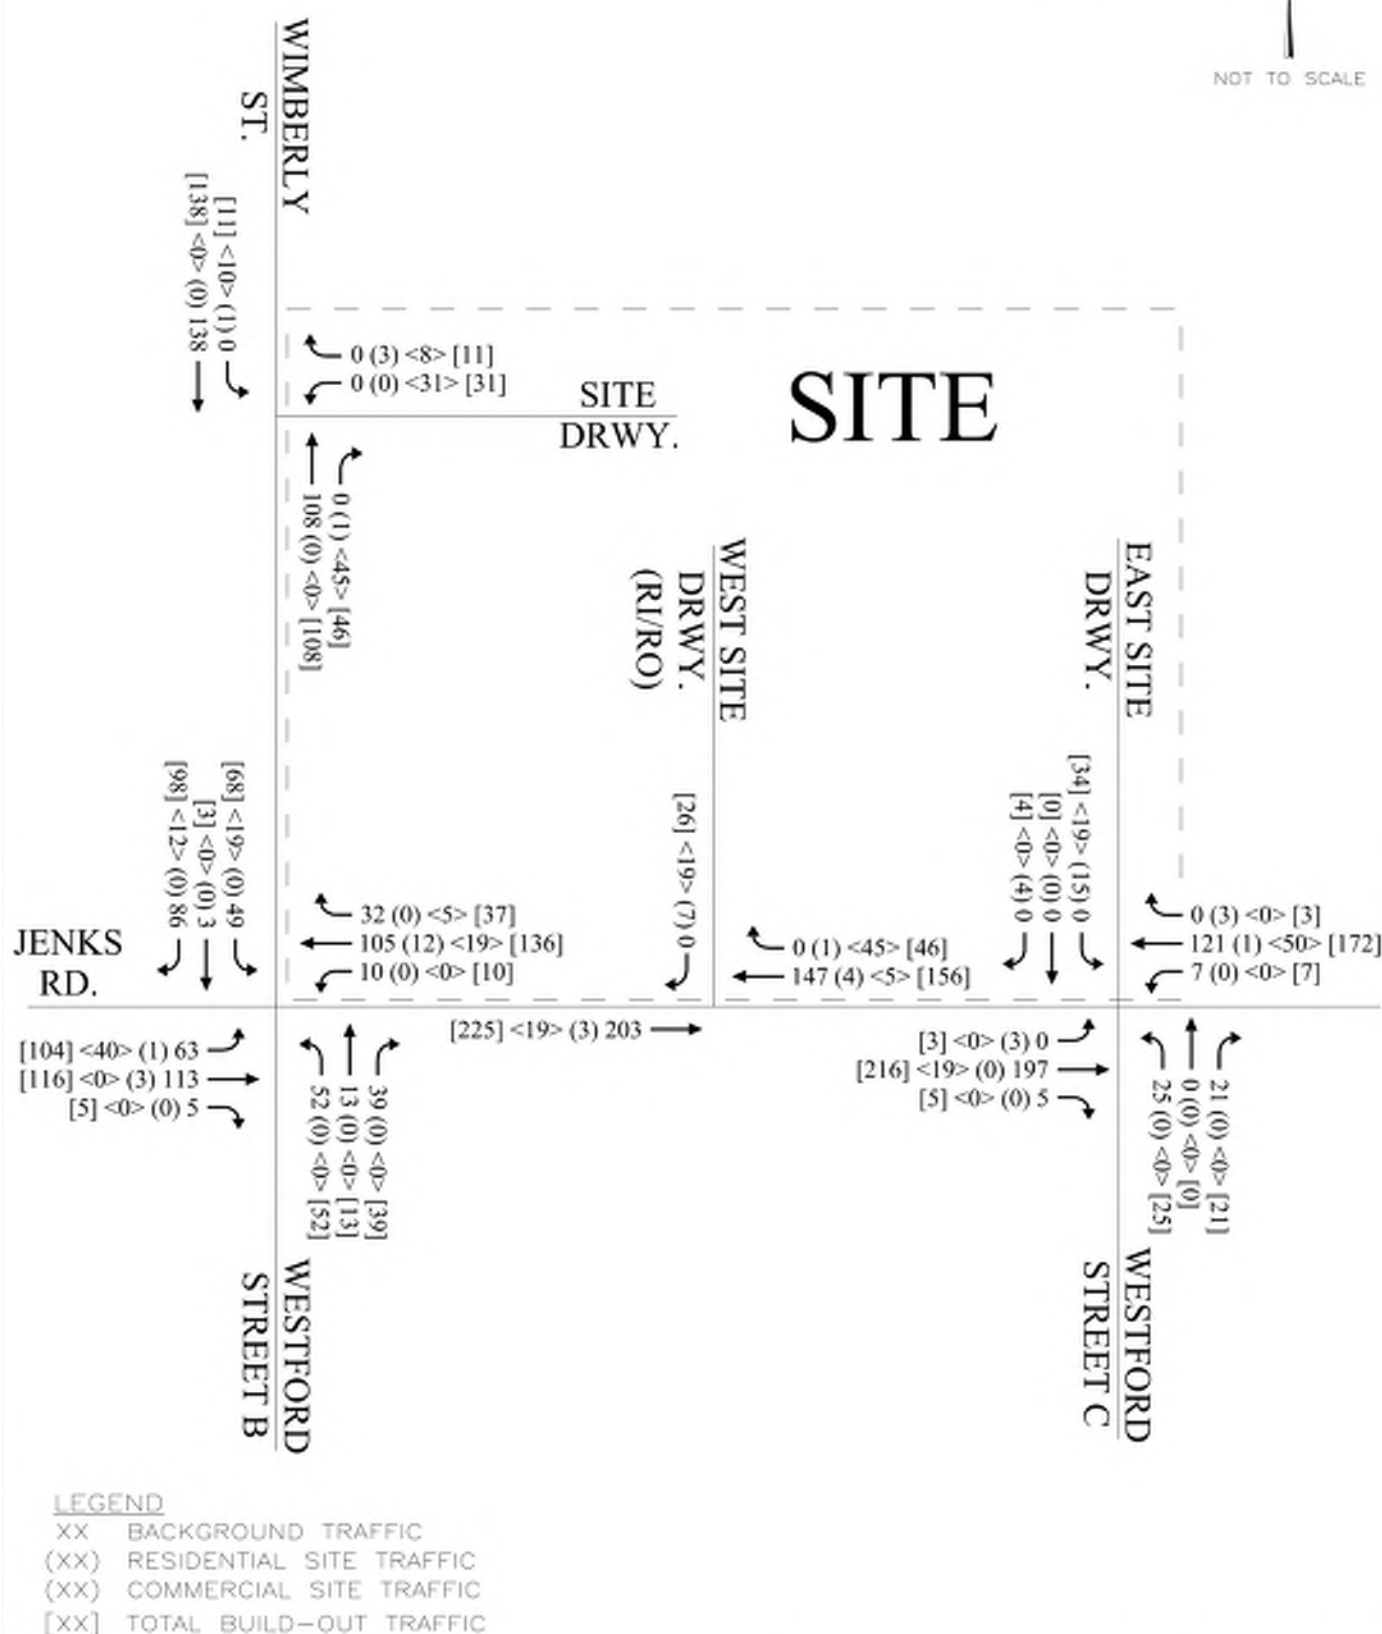 NOT TO SCALE
WIMBERLY
ST.
[11] <10> (1) 0
[138] <0> (0) 138
0 (3) <8> [11]
0 (0) <31> [31]
SITE
DRWY.
SITE
0 (1) <45> [46]
108 (0) <0> [108]
WEST SITE
DRWY.
(RI/RO)
EAST SITE
DRWY.
[68] <19> (0) 49
[3] <0> (0) 3
[98] <12> (0) 86
[26] <19> (7) 0
[34] <19> (15) 0
[0] <0> (0) 0
[4] <0> (4) 0
32 (0) <5> [37]
105 (12) <19> [136]
10 (0) <0> [10]
0 (1) <45> [46]
147 (4) <5> [156]
0 (3) <0> [3]
121 (1) <50> [172]
7 (0) <0> [7]
JENKS
RD.
[104] <40> (1) 63
[116] <0> (3) 113
[5] <0> (0) 5
[225] <19> (3) 203
[3] <0> (3) 0
[216] <19> (0) 197
[5] <0> (0) 5
39 (0) <0> [39]
13 (0) <0> [13]
52 (0) <0> [52]
21 (0) <0> [21]
0 (0) <0> [0]
25 (0) <0> [25]
WESTFORD
STREET B
WESTFORD
STREET C
LEGEND
XX BACKGROUND TRAFFIC
(XX) RESIDENTIAL SITE TRAFFIC
(XX) COMMERCIAL SITE TRAFFIC
[XX] TOTAL BUILD-OUT TRAFFIC